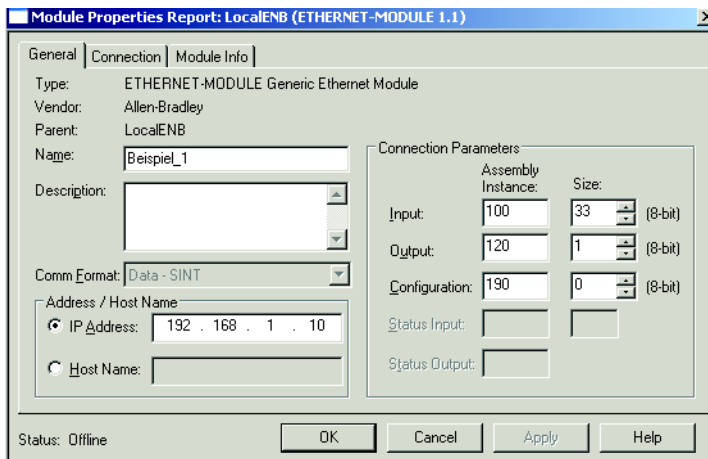 Module Properties Report: LocalENB (ETHERNET-MODULE 1.1)
General Connection Module Info
Type: ETHERNET-MODULE Generic Ethernet Module
Vendor: Allen-Bradley
Parent: LocalENB
Name: Beispiel_1
Description:
Comm Format: Data - SINT
Address / Host Name
IP Address: 192 . 168 . 1 . 10
Host Name:
Connection Parameters
Assembly Instance: Size:
Input: 100 33 (8-bit)
Output: 120 1 (8-bit)
Configuration: 190 0 (8-bit)
Status Input:
Status Output:
Status: Offline
OK Cancel Apply Help